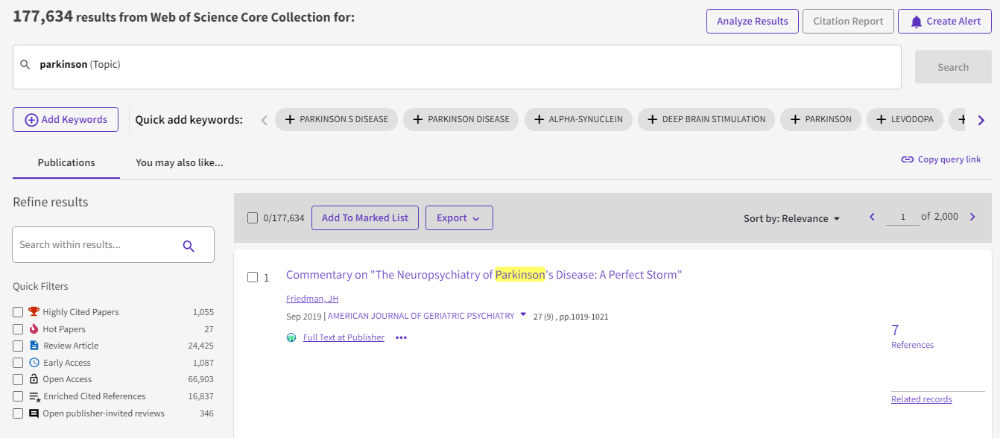 177,634 results from Web of Science Core Collection for:
Analyze Results
Citation Report
Create Alert
parkinson (Topic)
Search
Add Keywords
Quick add keywords:
PARKINSON S DISEASE
PARKINSON DISEASE
ALPHA-SYNUCLEIN
DEEP BRAIN STIMULATION
PARKINSON
LEVODOPA
Publications
You may also like...
Copy query link
Refine results
Search within results...
Quick Filters
Highly Cited Papers 1,055
Hot Papers 27
Review Article 24,425
Early Access 1,087
Open Access 66,903
Enriched Cited References 16,837
Open publisher-invited reviews 346
0/177,634
Add To Marked List
Export
Sort by: Relevance
1 of 2,000
1
Commentary on "The Neuropsychiatry of Parkinson's Disease: A Perfect Storm"
Friedman, JH
Sep 2019 | AMERICAN JOURNAL OF GERIATRIC PSYCHIATRY 27 (9) , pp.1019-1021
Full Text at Publisher
7
References
Related records